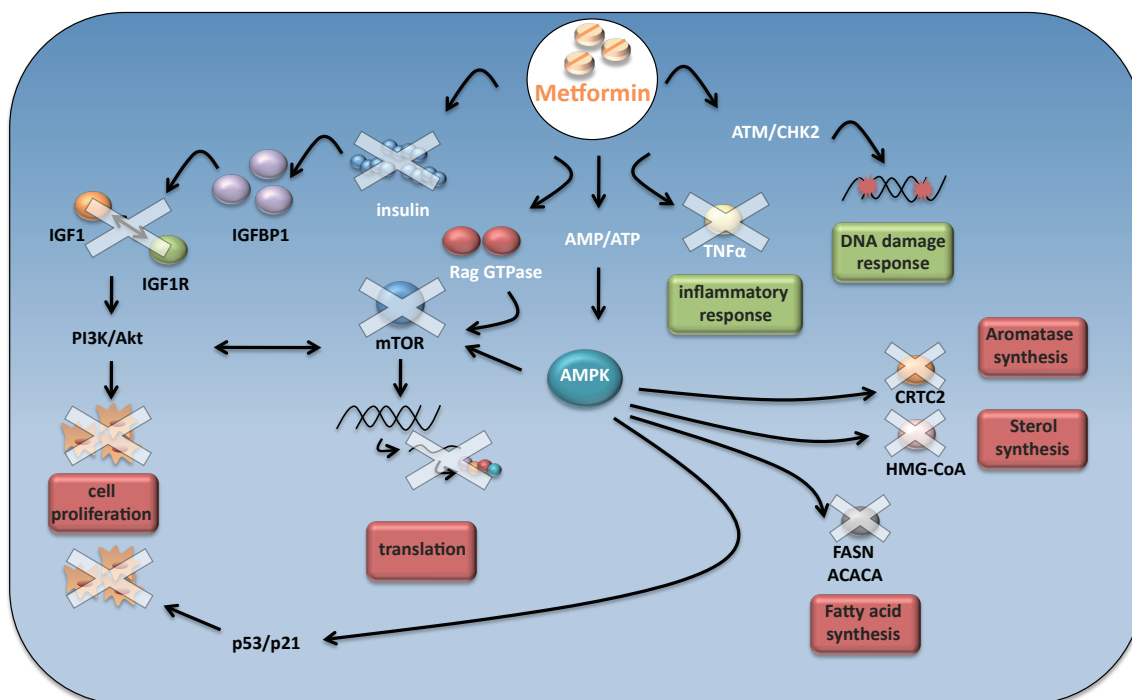 Metformin
ATM/CHK2
insulin
IGFBP1
IGF1
IGF1R
AMP/ATP
TNFα
Rag GTPase
DNA damage
response
inflammatory
response
PI3K/Akt
mTOR
AMPK
Aromatase
synthesis
CRTC2
Sterol
synthesis
HMG-CoA
cell
proliferation
translation
FASN
ACACA
Fatty acid
synthesis
p53/p21